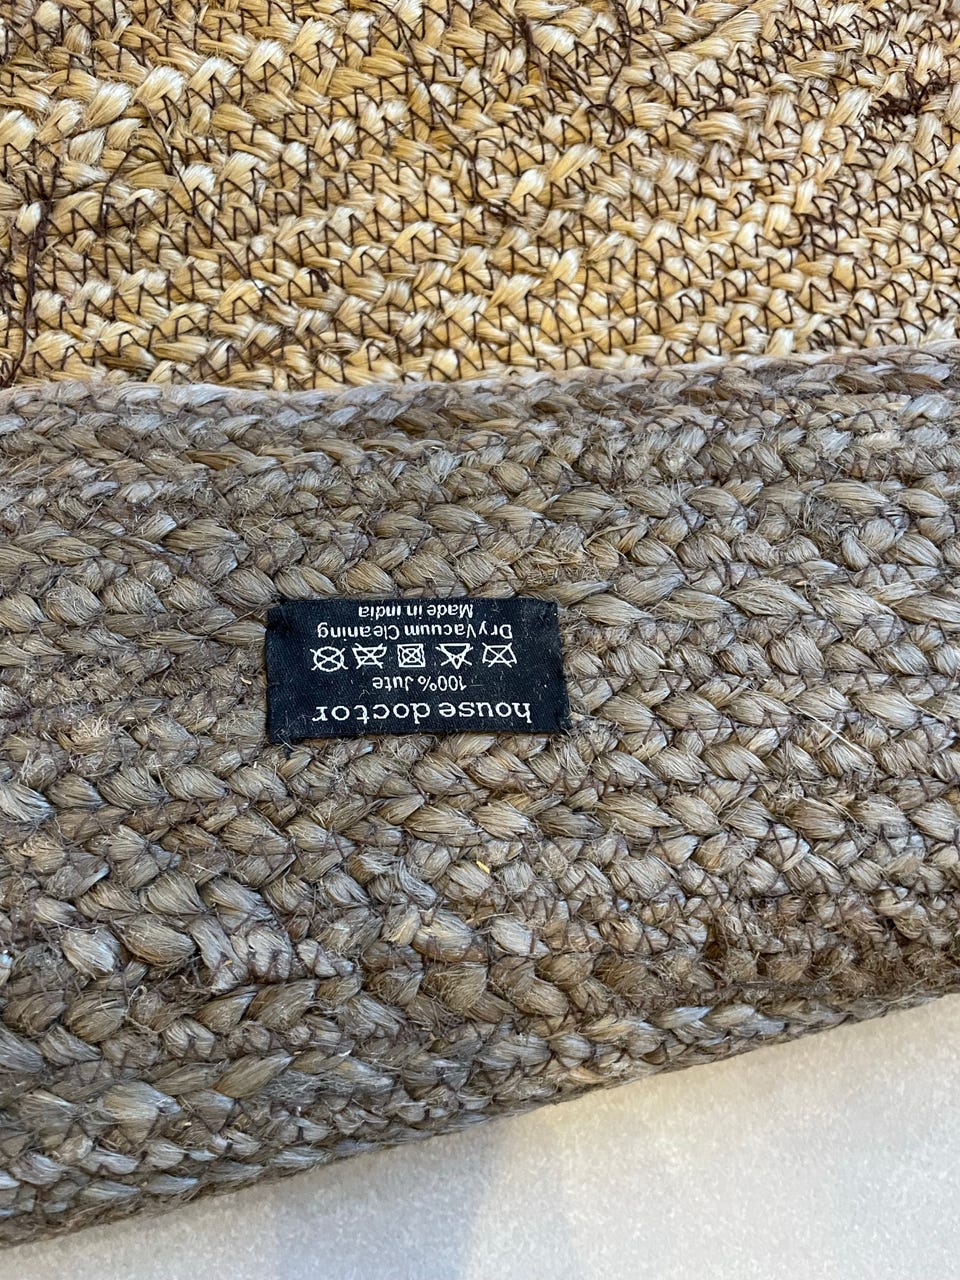 house doctor
100% Jute
Dry Vacuum Cleaning
Made in india